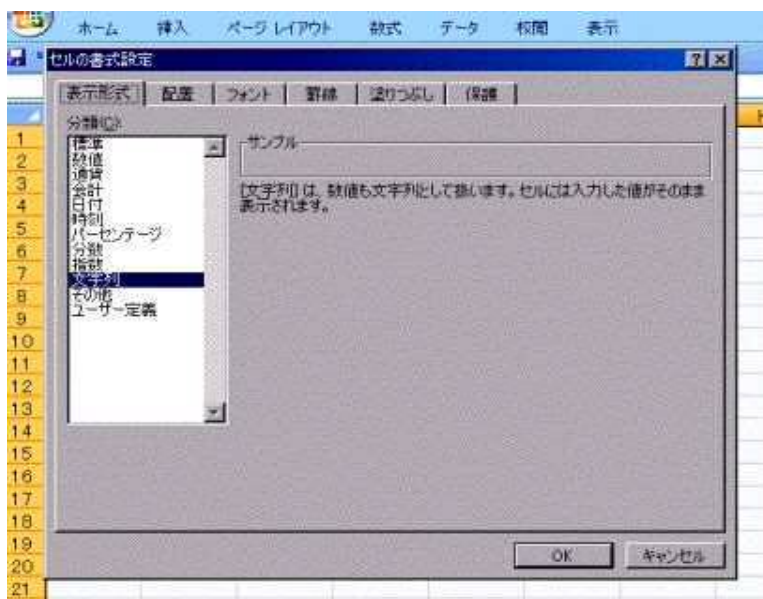 ホーム 挿入 ページ レイアウト 数式 データ 校閲 表示
セルの書式設定 ?
表示形式 配置 フォント 罫線 塗りつぶし 保護
分類(C):
標準
数値
通貨
会計
日付
時刻
パーセンテージ
分数
指数
文字列
その他
ユーザー定義
サンプル
[文字列] は、数値も文字列として扱います。セルには入力した値がそのまま
表示されます。
OK キャンセル
1
2
3
4
5
6
7
8
9
10
11
12
13
14
15
16
17
18
19
20
21